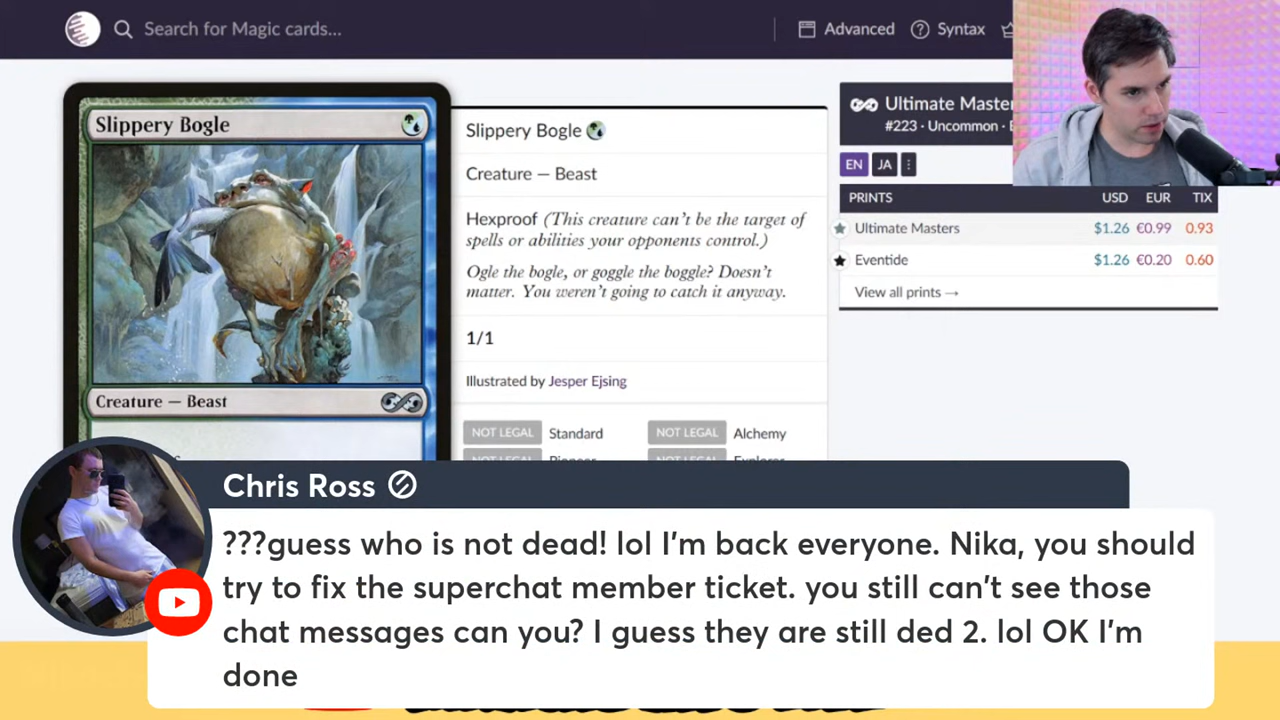 Search for Magic cards...
Advanced
Syntax
Slippery Bogle
Creature — Beast
Slippery Bogle
Creature — Beast
Hexproof (This creature can't be the target of
spells or abilities your opponents control.)
Ogle the bogle, or goggle the boggle? Doesn't
matter. You weren't going to catch it anyway.
1/1
Illustrated by Jesper Ejsing
NOT LEGAL Standard NOT LEGAL Alchemy
Ultimate
#223 · Uncommon ·
EN JA
PRINTS USD EUR TIX
Ultimate Masters $1.26 €0.99 0.93
Eventide $1.26 €0.20 0.60
View all prints →
Chris Ross
???guess who is not dead! lol I'm back everyone. Nika, you should
try to fix the superchat member ticket. you still can't see those
chat messages can you? I guess they are still ded 2. lol OK I'm
done